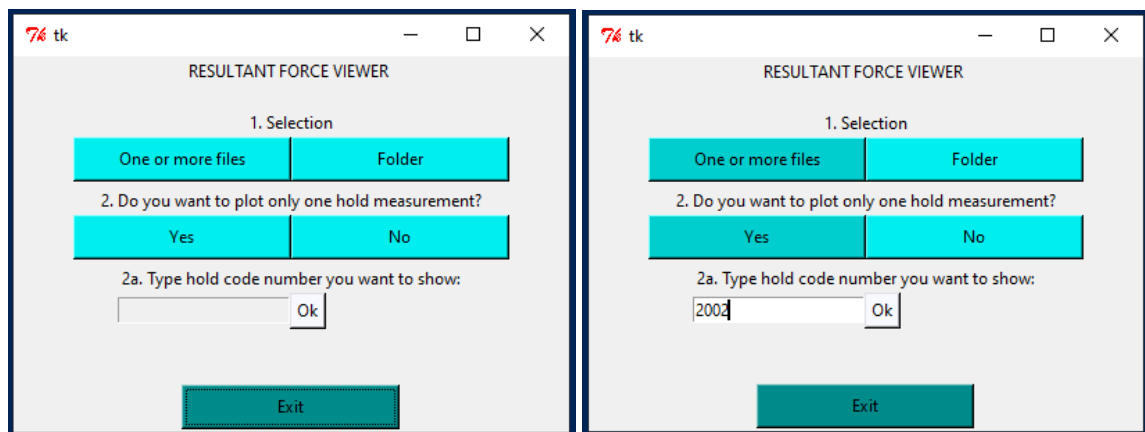 tk
RESULTANT FORCE VIEWER
1. Selection
One or more files Folder
2. Do you want to plot only one hold measurement?
Yes No
2a. Type hold code number you want to show:
Ok
Exit
tk
RESULTANT FORCE VIEWER
1. Selection
One or more files Folder
2. Do you want to plot only one hold measurement?
Yes No
2a. Type hold code number you want to show:
2002 Ok
Exit